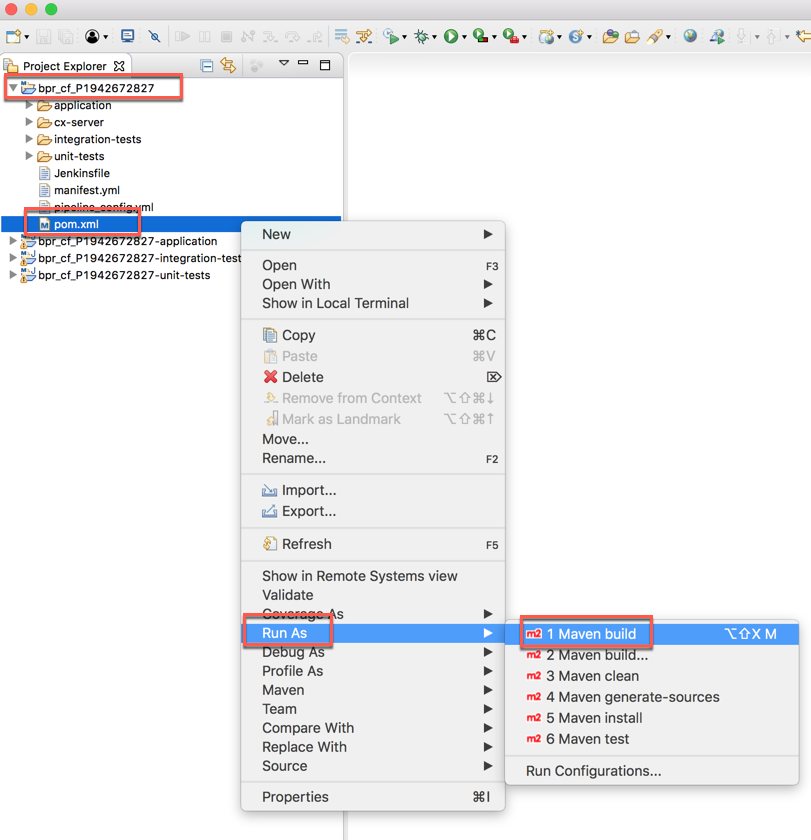 Project Explorer
bpr_cf_P1942672827
application
cx-server
integration-tests
unit-tests
Jenkinsfile
manifest.yml
pipeline_config.yml
pom.xml
bpr_cf_P1942672827-application
bpr_cf_P1942672827-integration-test
bpr_cf_P1942672827-unit-tests
New
Open F3
Open With
Show in Local Terminal
Copy ⌘C
Paste ⌘V
Delete ⌦
Remove from Context ⌥⇧⌘↓
Mark as Landmark ⌥⇧⌘↑
Move...
Rename... F2
Import...
Export...
Refresh F5
Show in Remote Systems view
Validate
Coverage As
Run As
m2 1 Maven build ⌥⇧X M
Debug As
m2 2 Maven build...
Profile As
m2 3 Maven clean
Maven
m2 4 Maven generate-sources
Team
m2 5 Maven install
Compare With
m2 6 Maven test
Replace With
Source
Run Configurations...
Properties ⌘I